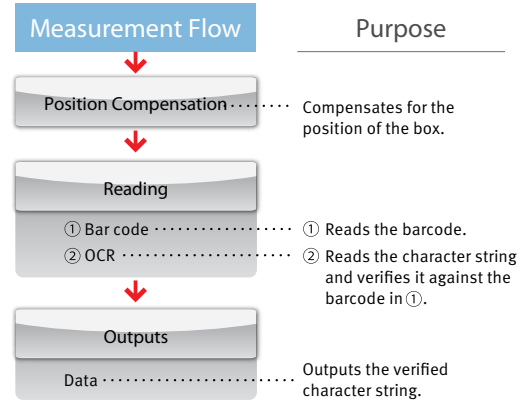 Measurement Flow
Purpose
Position Compensation
Compensates for the
position of the box.
Reading
① Bar code
① Reads the barcode.
② OCR
② Reads the character string
and verifies it against the
barcode in ①.
Outputs
Data
Outputs the verified
character string.